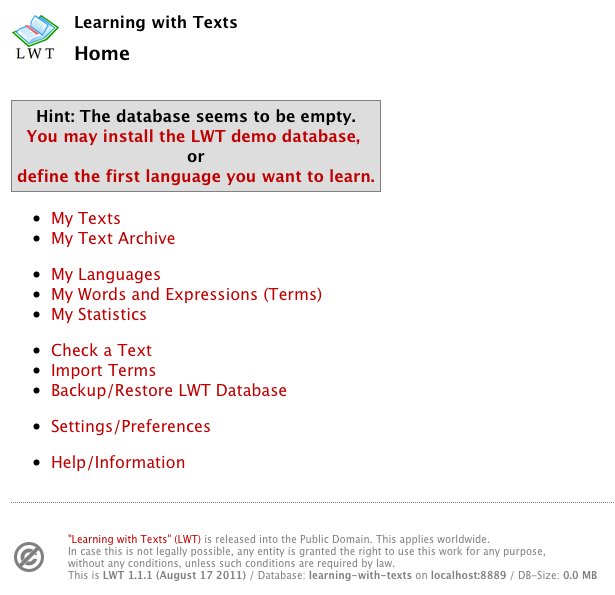 LWT
Learning with Texts
Home
Hint: The database seems to be empty.
You may install the LWT demo database,
or
define the first language you want to learn.
My Texts
My Text Archive
My Languages
My Words and Expressions (Terms)
My Statistics
Check a Text
Import Terms
Backup/Restore LWT Database
Settings/Preferences
Help/Information
"Learning with Texts" (LWT) is released into the Public Domain. This applies worldwide.
In case this is not legally possible, any entity is granted the right to use this work for any purpose,
without any conditions, unless such conditions are required by law.
This is LWT 1.1.1 (August 17 2011) / Database: learning-with-texts on localhost:8889 / DB-Size: 0.0 MB